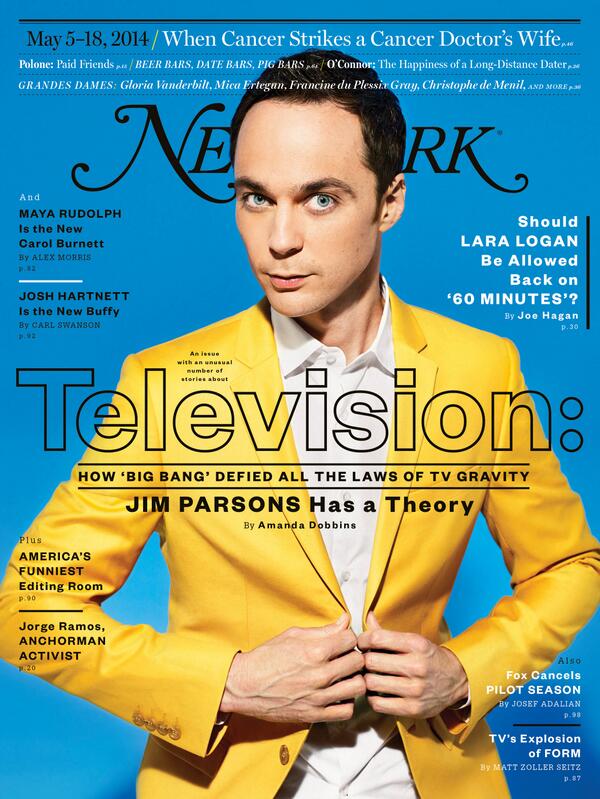 May 5–18, 2014 / When Cancer Strikes a Cancer Doctor's Wife p.46
Polone: Paid Friends p.22 / BEER BARS, DATE BARS, PIG BARS p.64 / O'Connor: The Happiness of a Long-Distance Dater p.26
GRANDES DAMES: Gloria Vanderbilt, Mica Ertegun, Francine du Plessix Gray, Christophe de Menil, AND MORE p.36
NEW YORK
And
MAYA RUDOLPH
Is the New
Carol Burnett
By ALEX MORRIS
p.82
JOSH HARTNETT
Is the New Buffy
By CARL SWANSON
p.92
Should
LARA LOGAN
Be Allowed
Back on
‘60 MINUTES’?
By Joe Hagan
p.30
An issue
with an unusual
number of
stories about
Television:
HOW ‘BIG BANG’ DEFIED ALL THE LAWS OF TV GRAVITY
JIM PARSONS Has a Theory
By Amanda Dobbins
Plus
AMERICA'S
FUNNIEST
Editing Room
p.90
Jorge Ramos,
ANCHORMAN
ACTIVIST
p.20
Also
Fox Cancels
PILOT SEASON
By JOSEF ADALIAN
p.98
TV's Explosion
of FORM
By MATT ZOLLER SEITZ
p.87